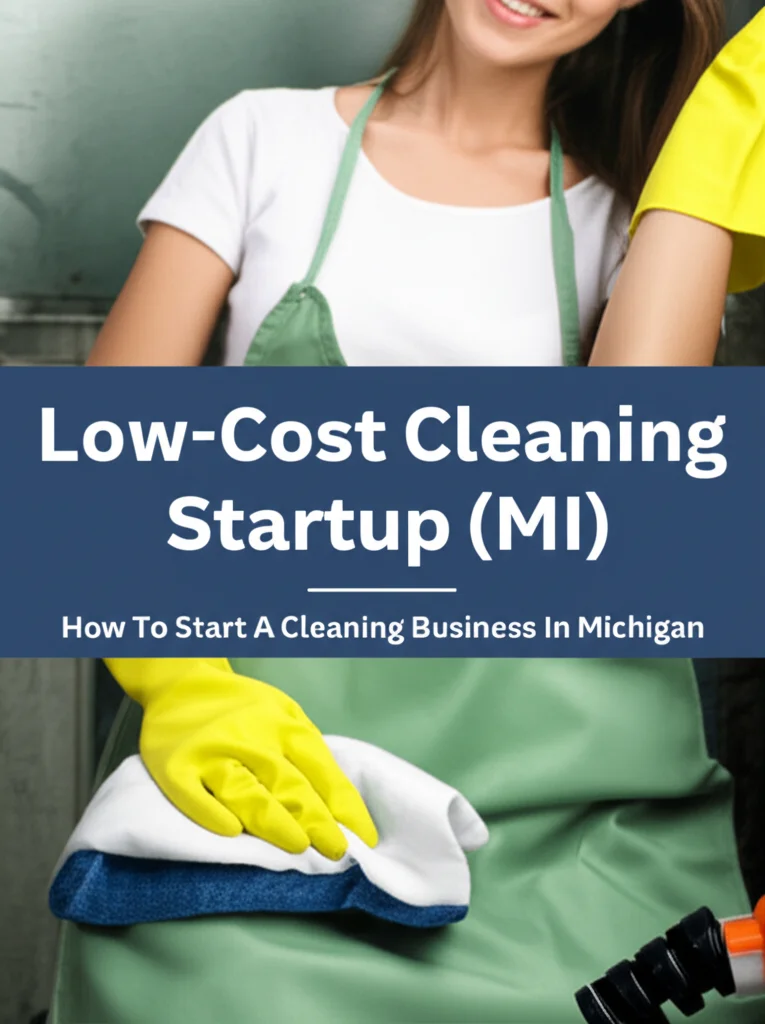 Low-Cost Cleaning
Startup (MI)
How To Start A Cleaning Business In Michigan